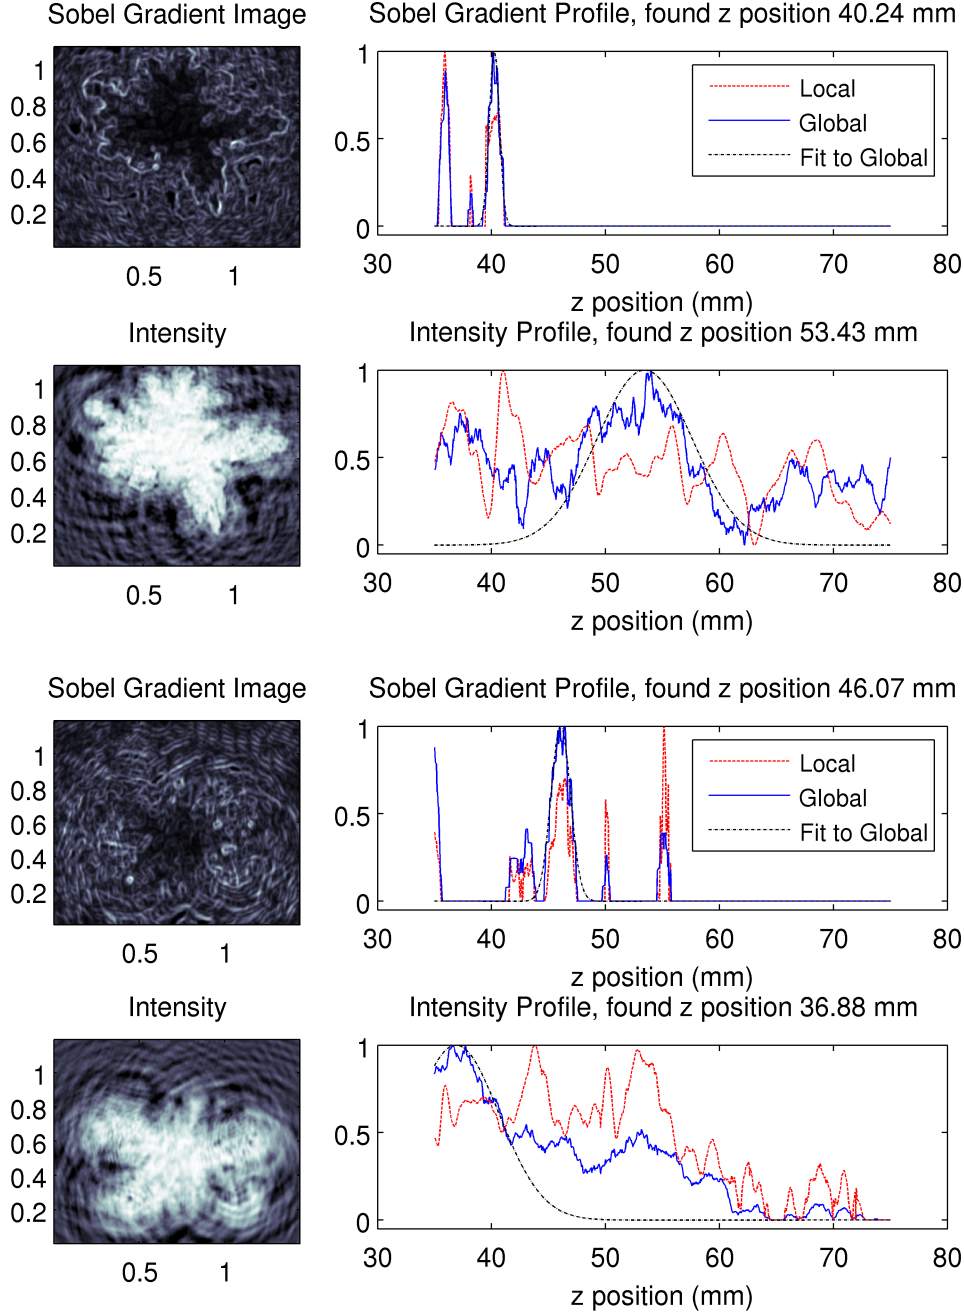 Sobel Gradient Image
Sobel Gradient Profile, found z position 40.24 mm
1
0.8
0.6
0.4
0.2
0.5 1
1
0.5
0
Local
Global
Fit to Global
30 40 50 60 70 80
z position (mm)
Intensity
Intensity Profile, found z position 53.43 mm
1
0.8
0.6
0.4
0.2
0.5 1
1
0.5
0
30 40 50 60 70 80
z position (mm)
Sobel Gradient Image
Sobel Gradient Profile, found z position 46.07 mm
1
0.8
0.6
0.4
0.2
0.5 1
1
0.5
0
Local
Global
Fit to Global
30 40 50 60 70 80
z position (mm)
Intensity
Intensity Profile, found z position 36.88 mm
1
0.8
0.6
0.4
0.2
0.5 1
1
0.5
0
30 40 50 60 70 80
z position (mm)